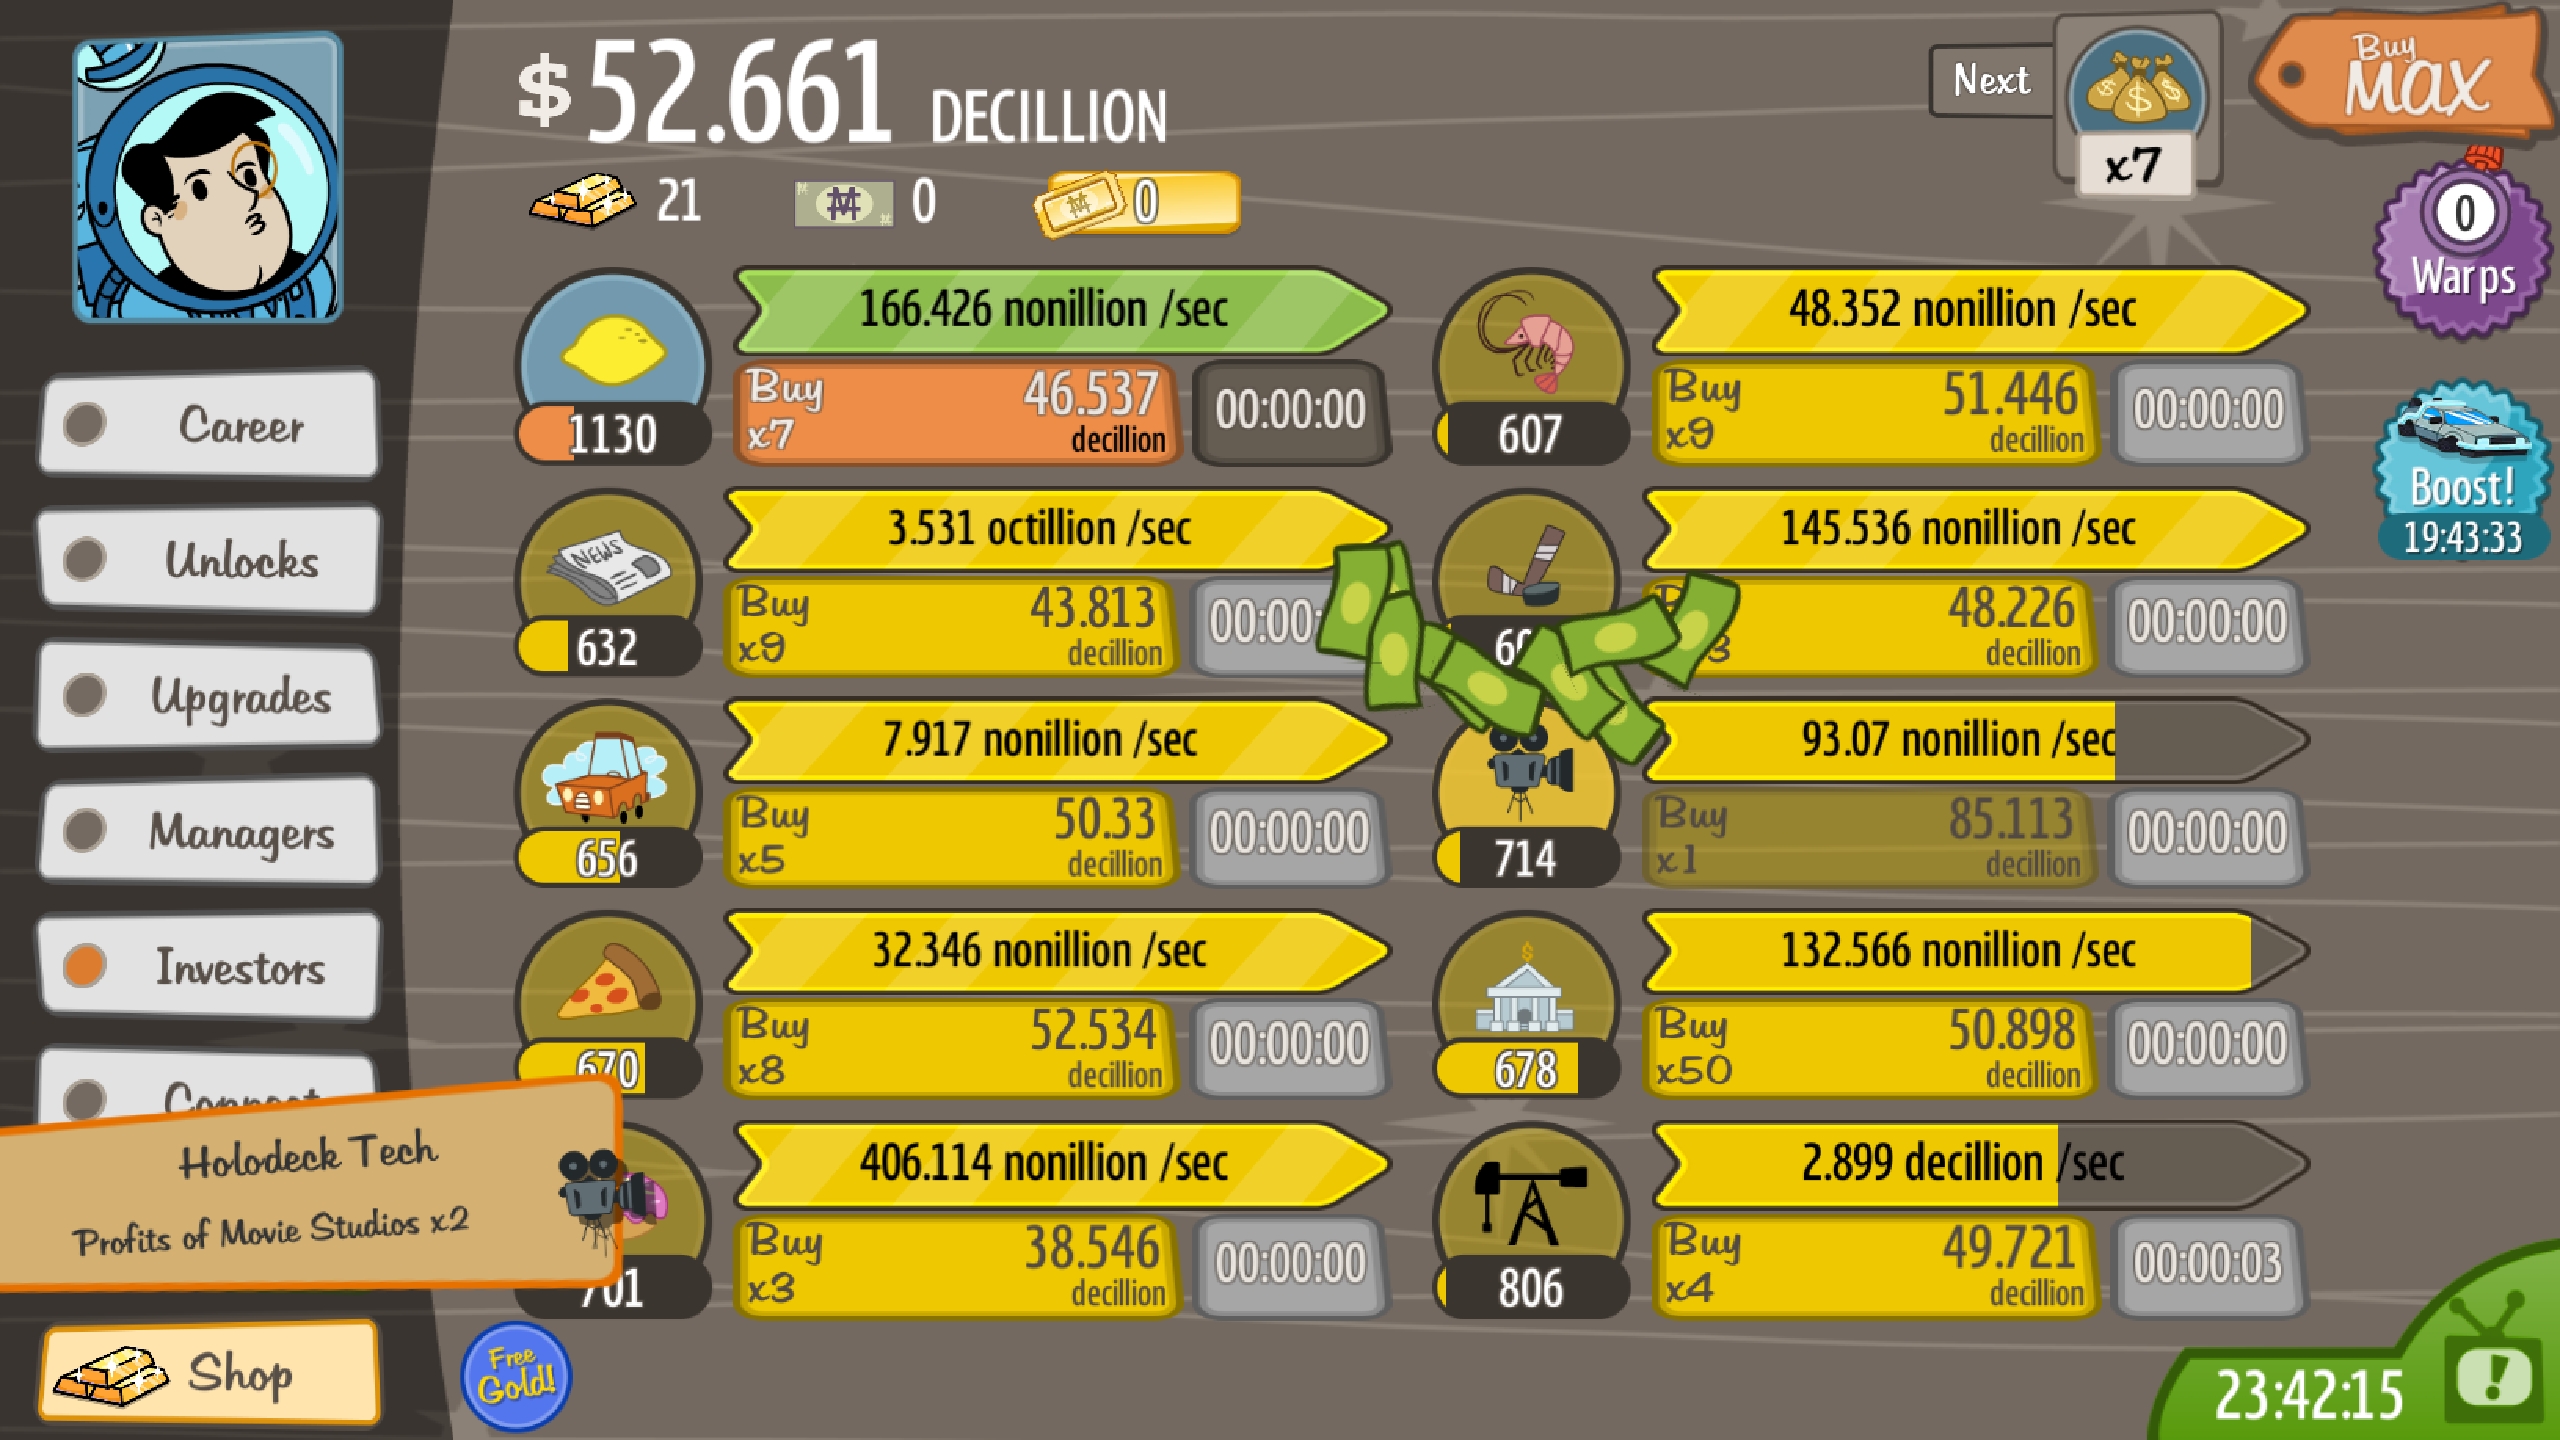 $52.661 DECILLION
21
0
0
Next
x7
Buy
MAX
0
Warps
Boost!
19:43:33
Career
Unlocks
Upgrades
Managers
Investors
Holodeck Tech
Profits of Movie Studios x2
Shop
Free
Gold!
166.426 nonillion /sec
1130
Buy
x7
46.537
decillion
00:00:00
NEWS
3.531 octillion /sec
632
Buy
x9
43.813
decillion
7.917 nonillion /sec
656
Buy
x5
50.33
decillion
00:00:00
32.346 nonillion /sec
670
Buy
x8
52.534
decillion
00:00:00
406.114 nonillion /sec
701
Buy
x3
38.546
decillion
00:00:00
48.352 nonillion /sec
607
Buy
x9
51.446
decillion
00:00:00
145.536 nonillion /sec
48.226
decillion
00:00:00
93.07 nonillion /sec
714
Buy
x1
85.113
decillion
00:00:00
132.566 nonillion /sec
678
Buy
x50
50.898
decillion
00:00:00
2.899 decillion /sec
806
Buy
x4
49.721
decillion
00:00:03
23:42:15